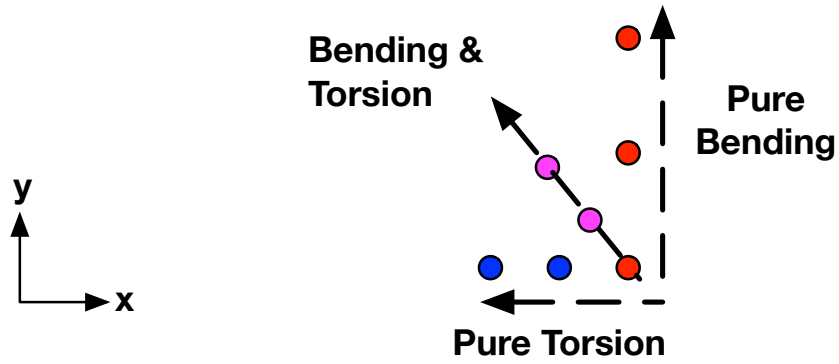 Bending &
Torsion
Pure
Bending
y
x
Pure Torsion